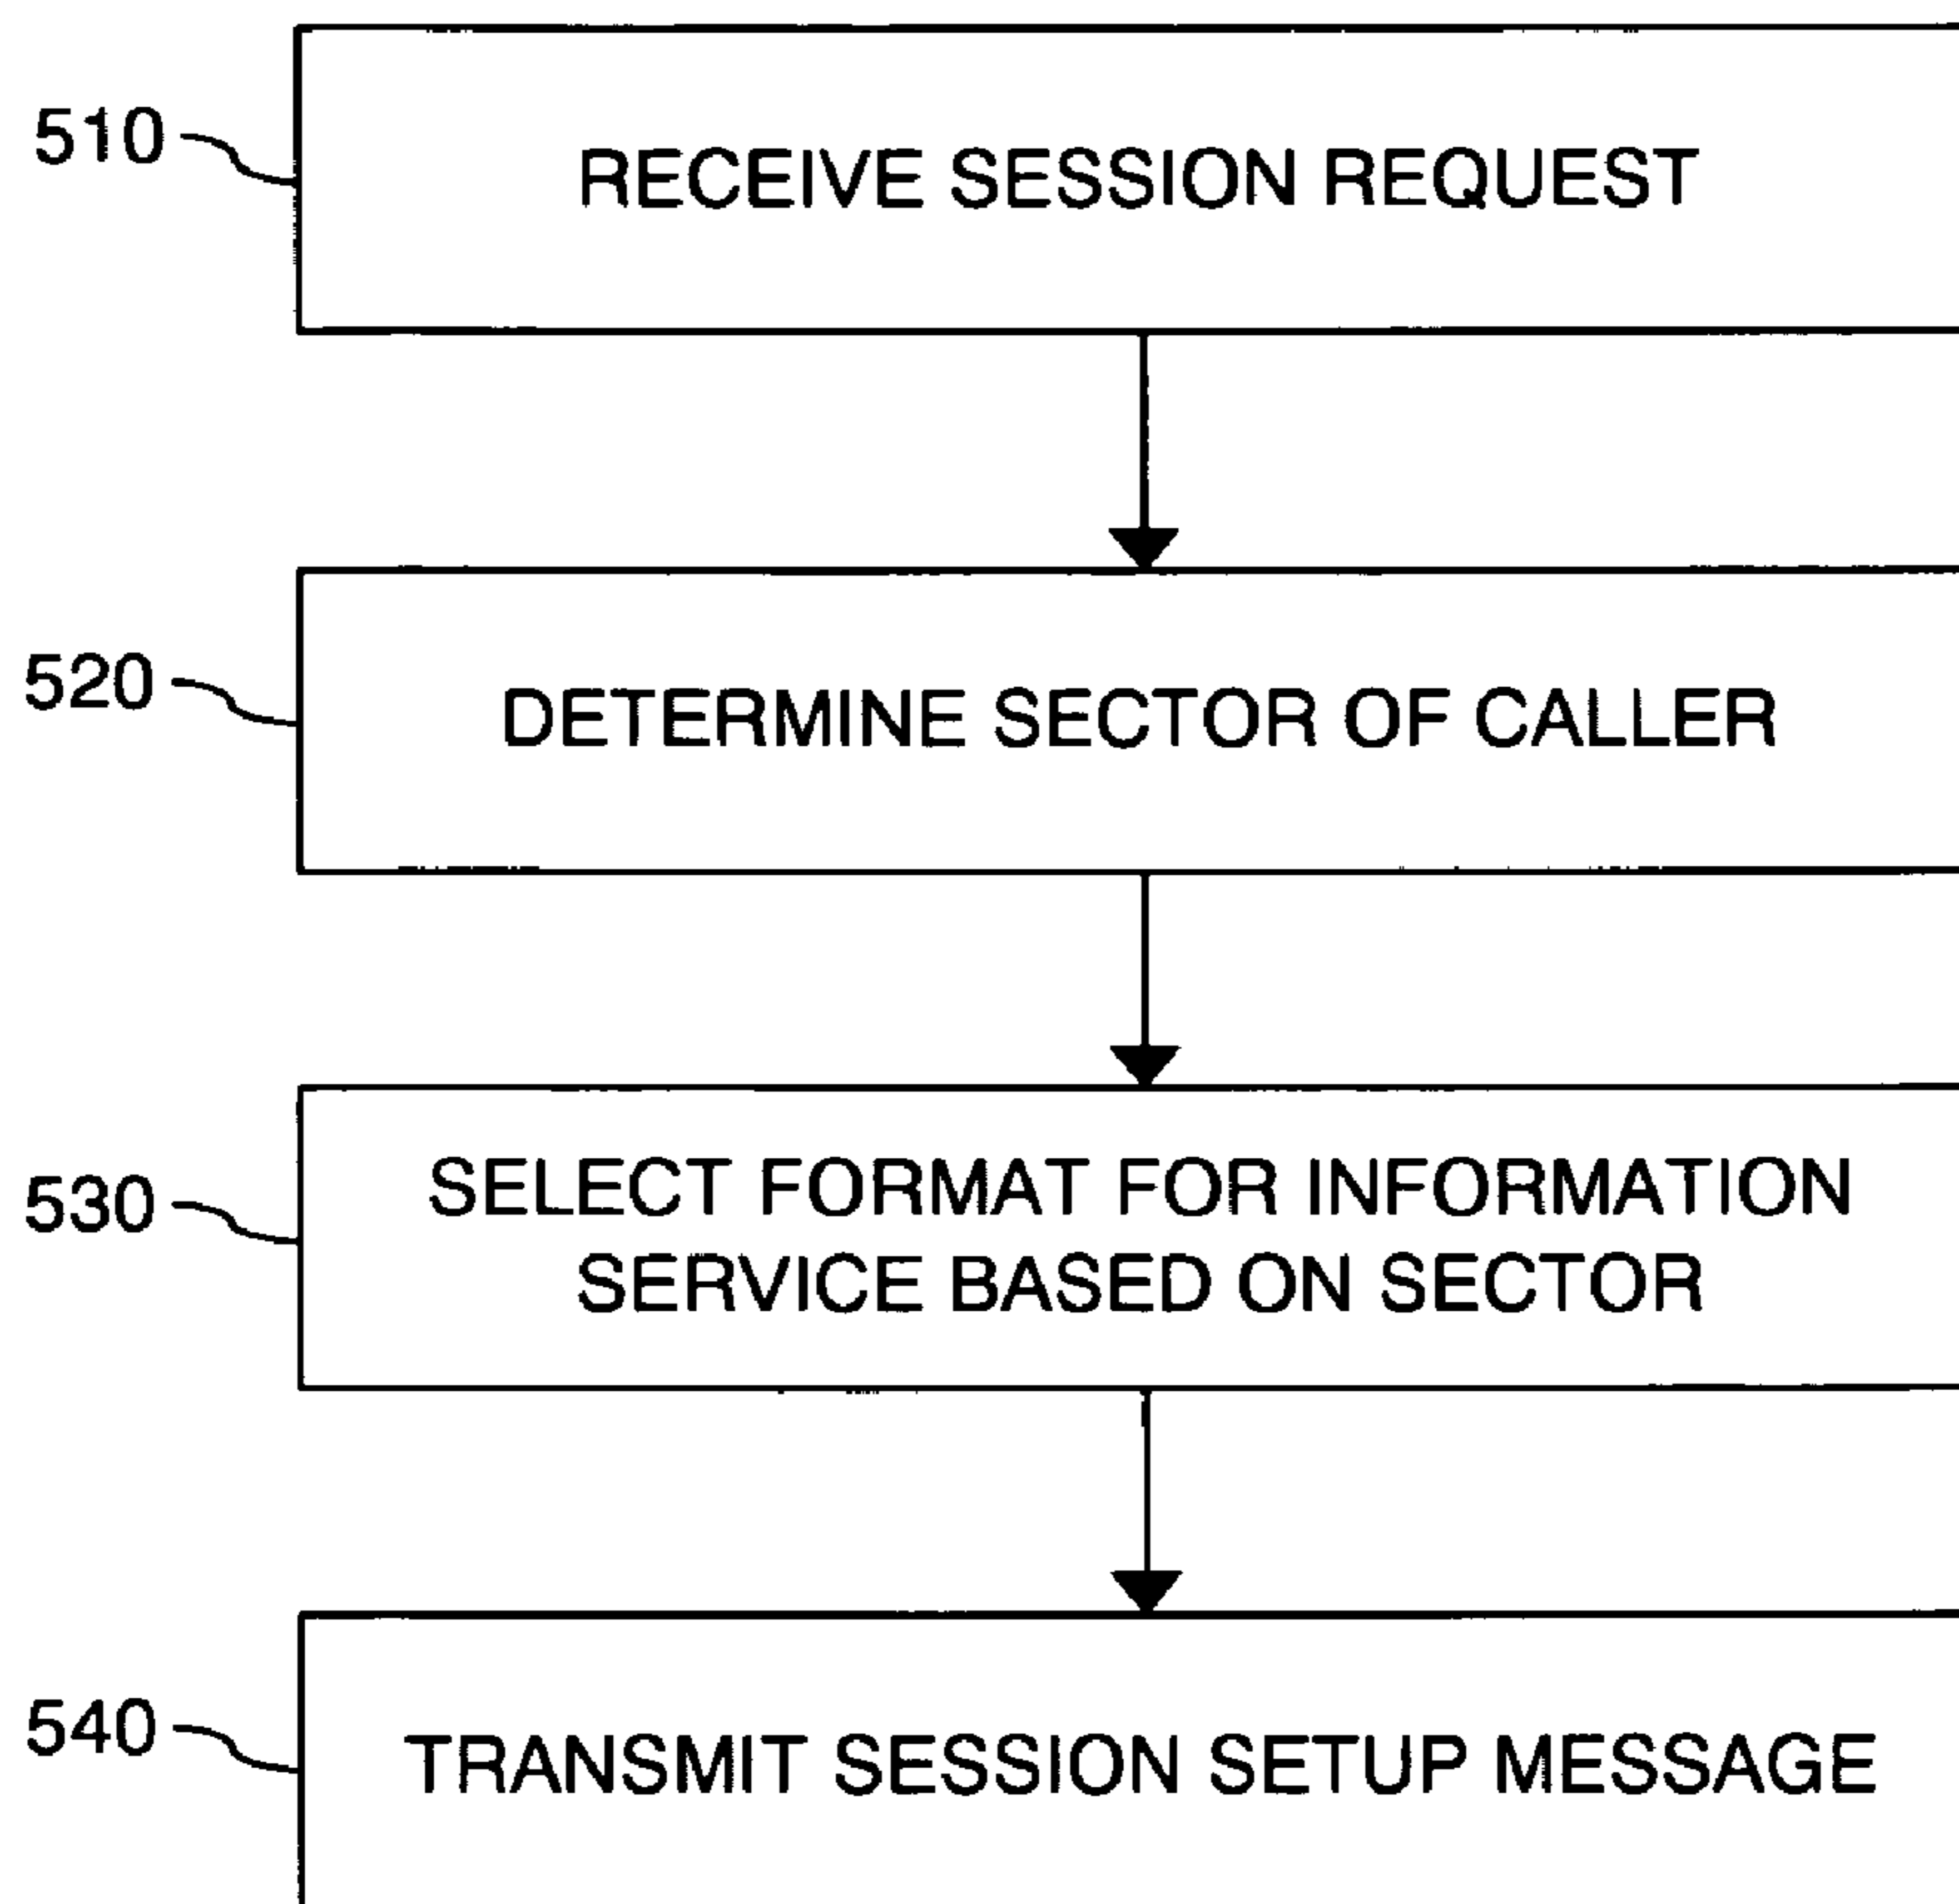 510
RECEIVE SESSION REQUEST
520
DETERMINE SECTOR OF CALLER
530
SELECT FORMAT FOR INFORMATION
SERVICE BASED ON SECTOR
540
TRANSMIT SESSION SETUP MESSAGE